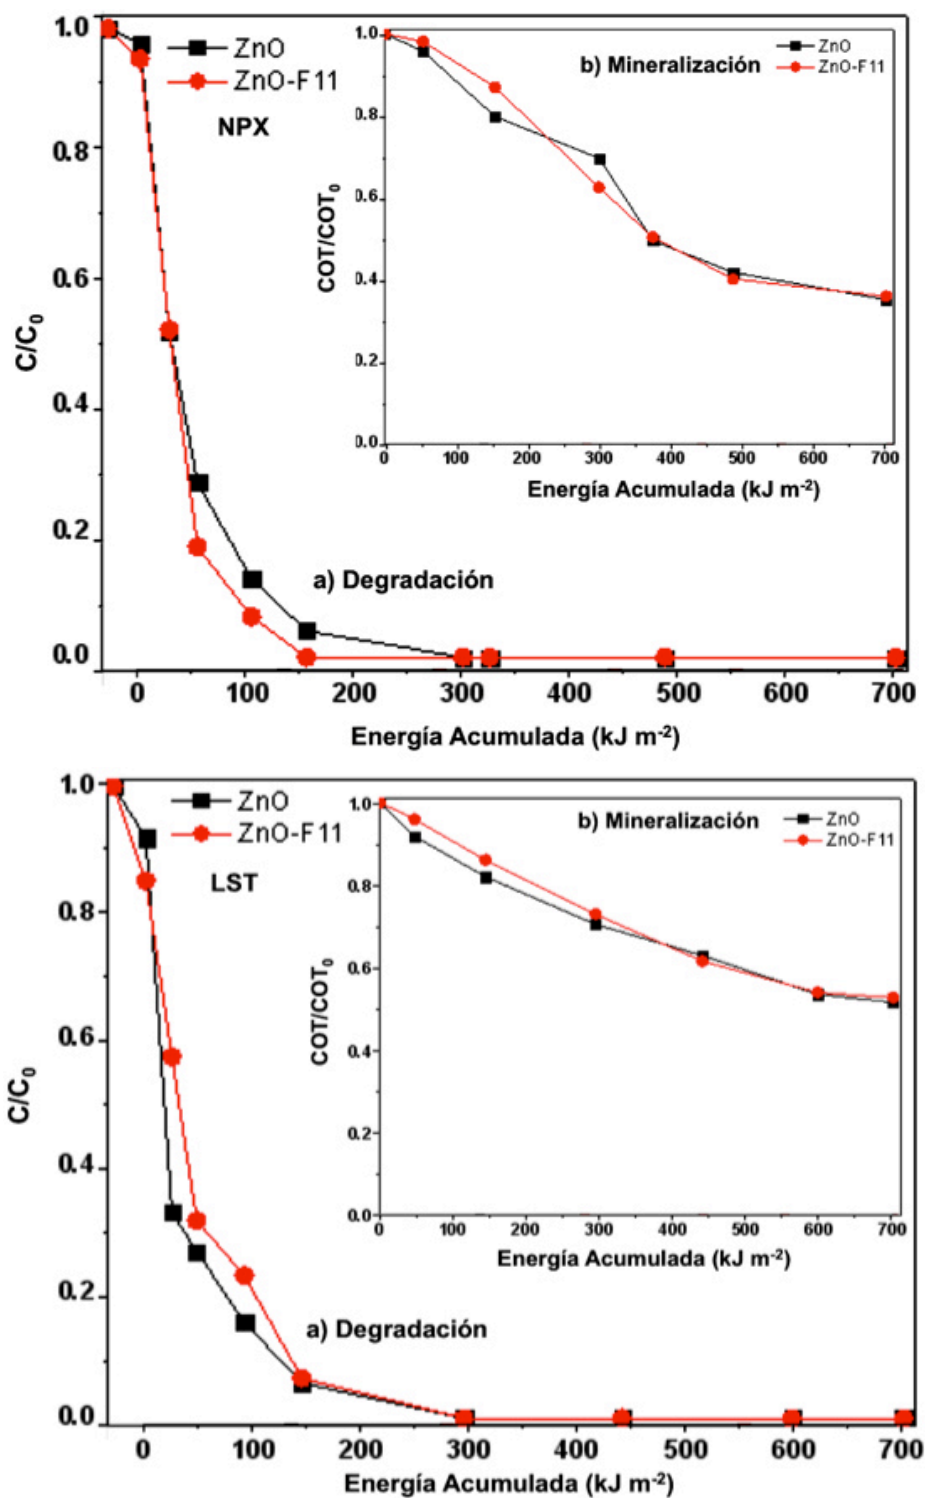 1.0
0.8
0.6
0.4
0.2
0.0
C/C0
ZnO
ZnO-F11
NPX
a) Degradación
0
100
200
300
400
500
600
700
Energía Acumulada (kJ m-2)
b) Mineralización
ZnO
ZnO-F11
1.0
0.8
0.6
0.4
0.2
0.0
COT/COT0
0
100
200
300
400
500
600
700
Energía Acumulada (kJ m-2)
1.0
0.8
0.6
0.4
0.2
0.0
C/C0
ZnO
ZnO-F11
LST
a) Degradación
0
100
200
300
400
500
600
700
Energía Acumulada (kJ m-2)
b) Mineralización
ZnO
ZnO-F11
1.0
0.8
0.6
0.4
0.2
0.0
COT/COT0
0
100
200
300
400
500
600
700
Energía Acumulada (kJ m-2)